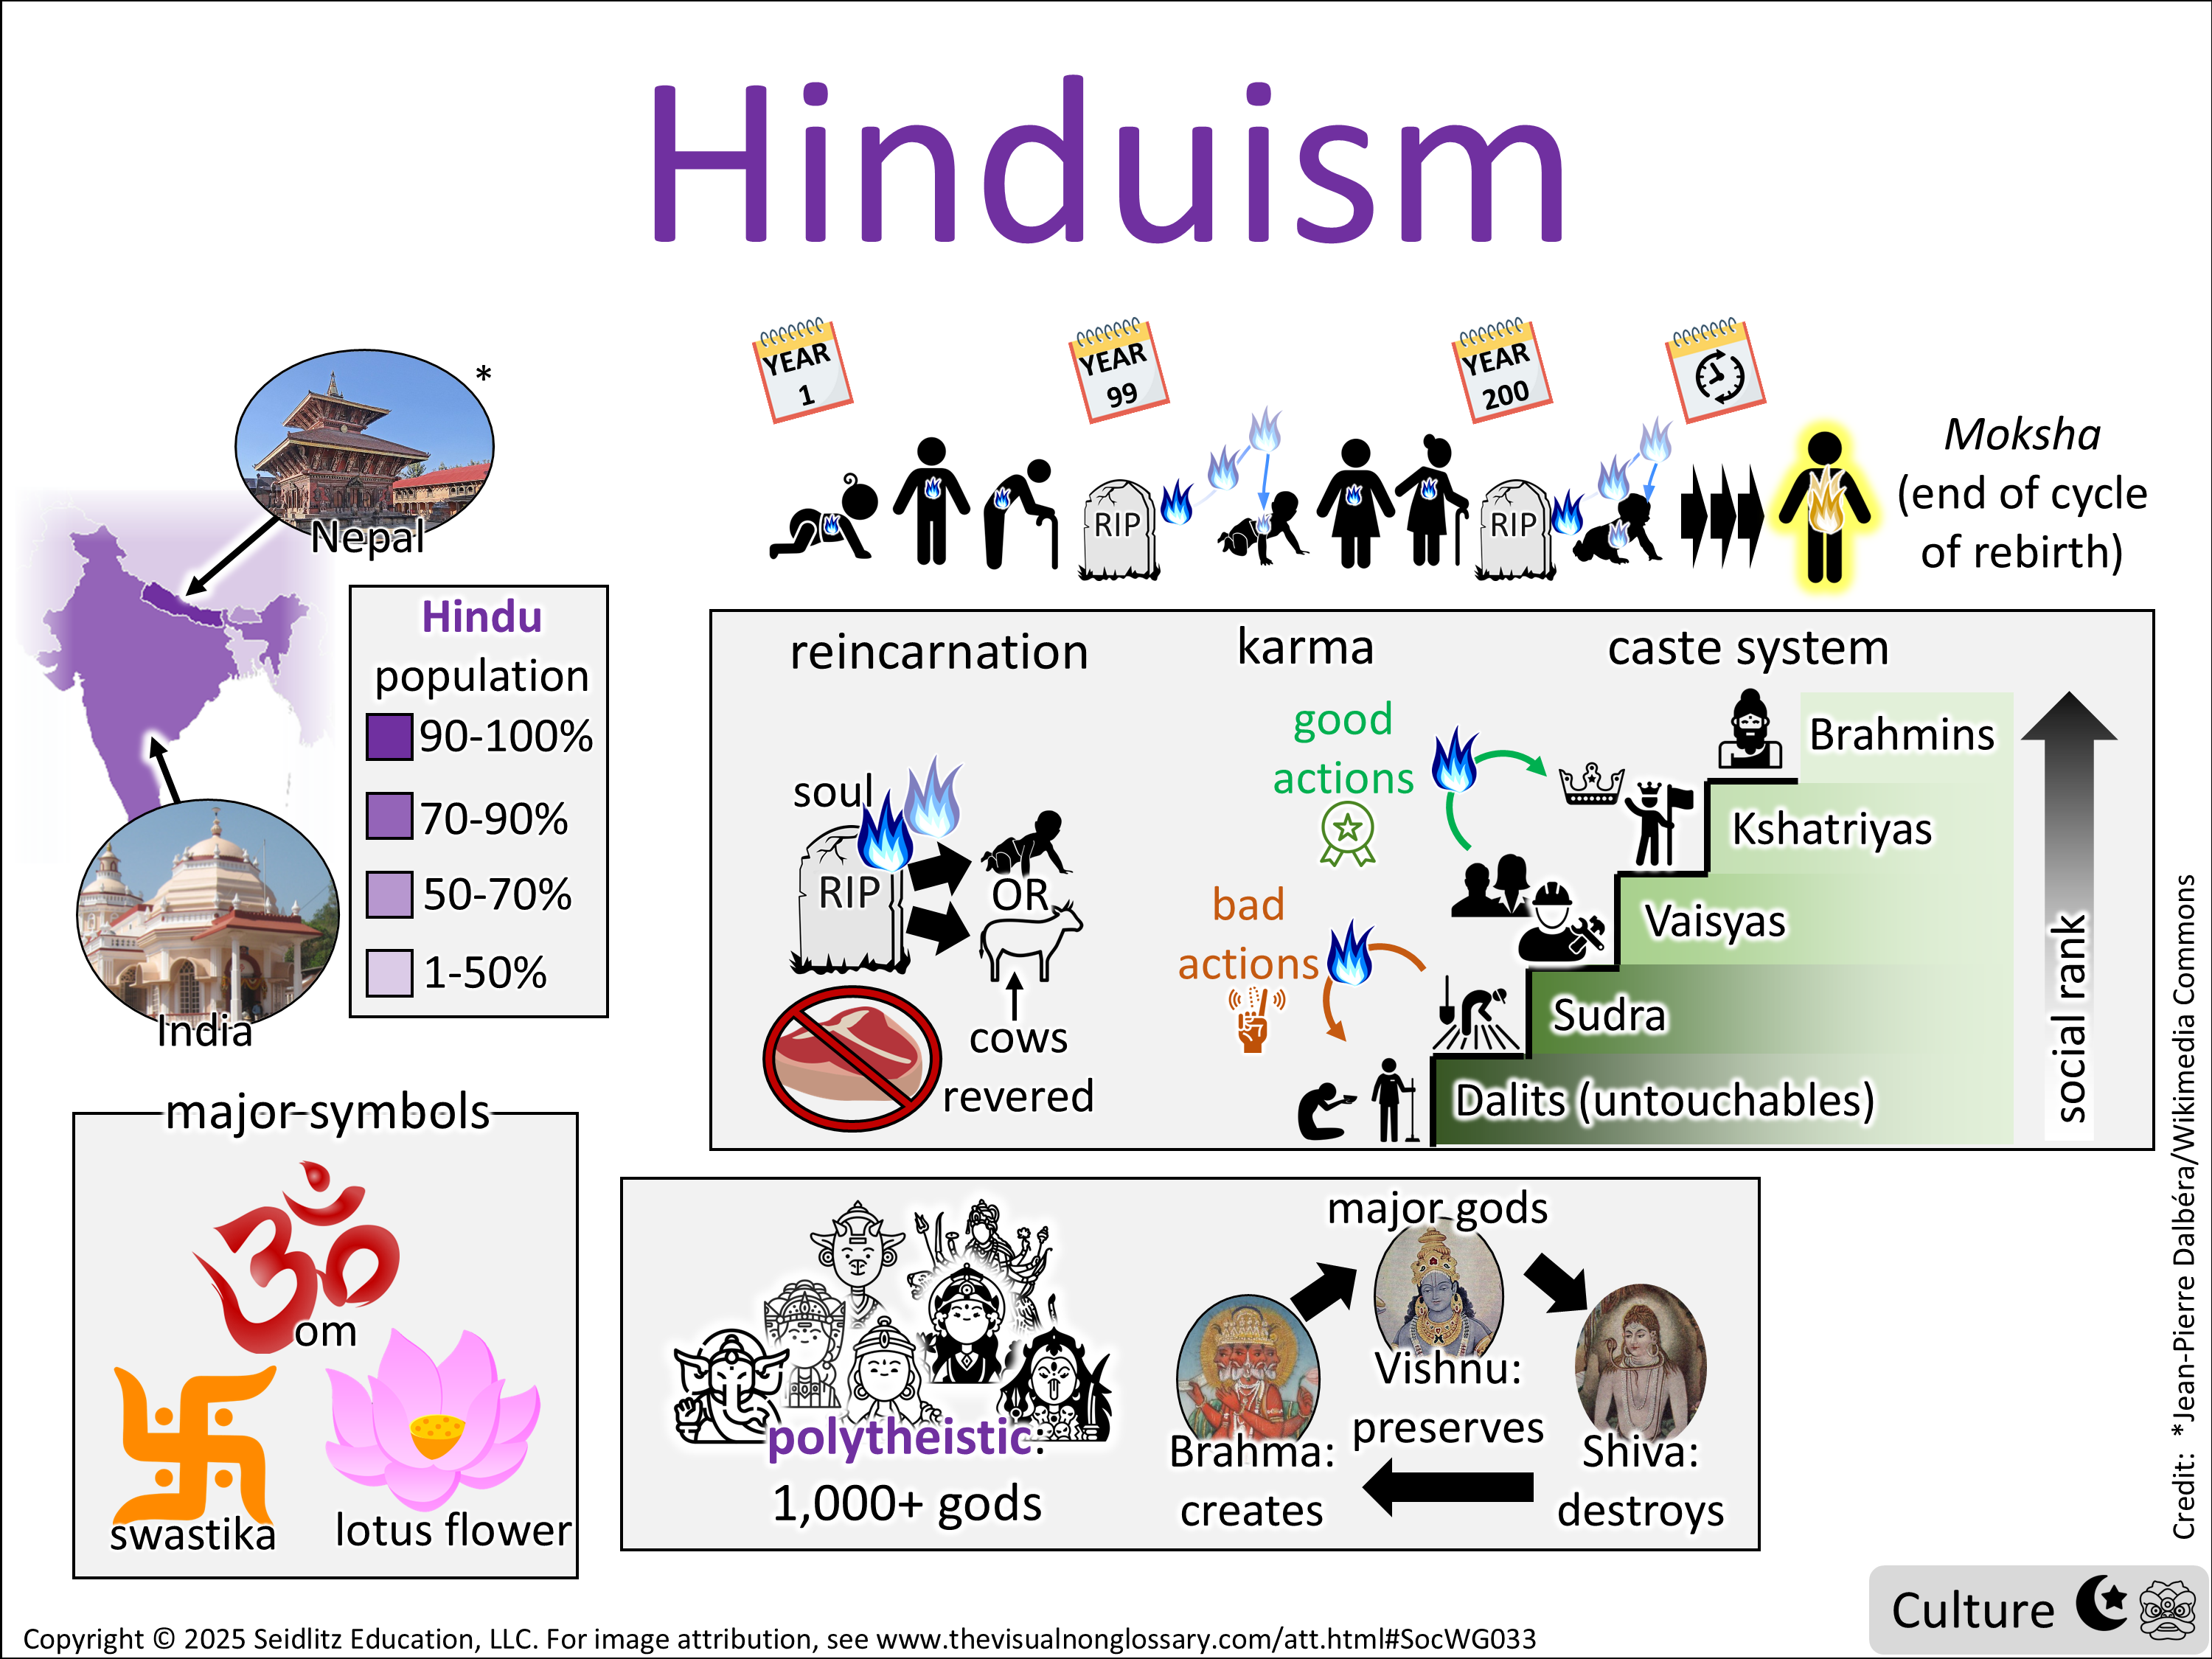 Hinduism
YEAR
1
YEAR
99
YEAR
200
RIP
RIP
Moksha
(end of cycle
of rebirth)
*
Nepal
India
Hindu
population
90-100%
70-90%
50-70%
1-50%
reincarnation
soul
RIP
OR
cows
revered
karma
good
actions
bad
actions
caste system
Brahmins
Kshatriyas
Vaisyas
Sudra
Dalits (untouchables)
social rank
major symbols
om
swastika
lotus flower
polytheistic:
1,000+ gods
major gods
Brahma:
creates
Vishnu:
preserves
Shiva:
destroys
Credit: *Jean-Pierre Dalbéra/Wikimedia Commons
Culture
Copyright © 2025 Seidlitz Education, LLC. For image attribution, see www.thevisualnonglossary.com/att.html#SocWG033